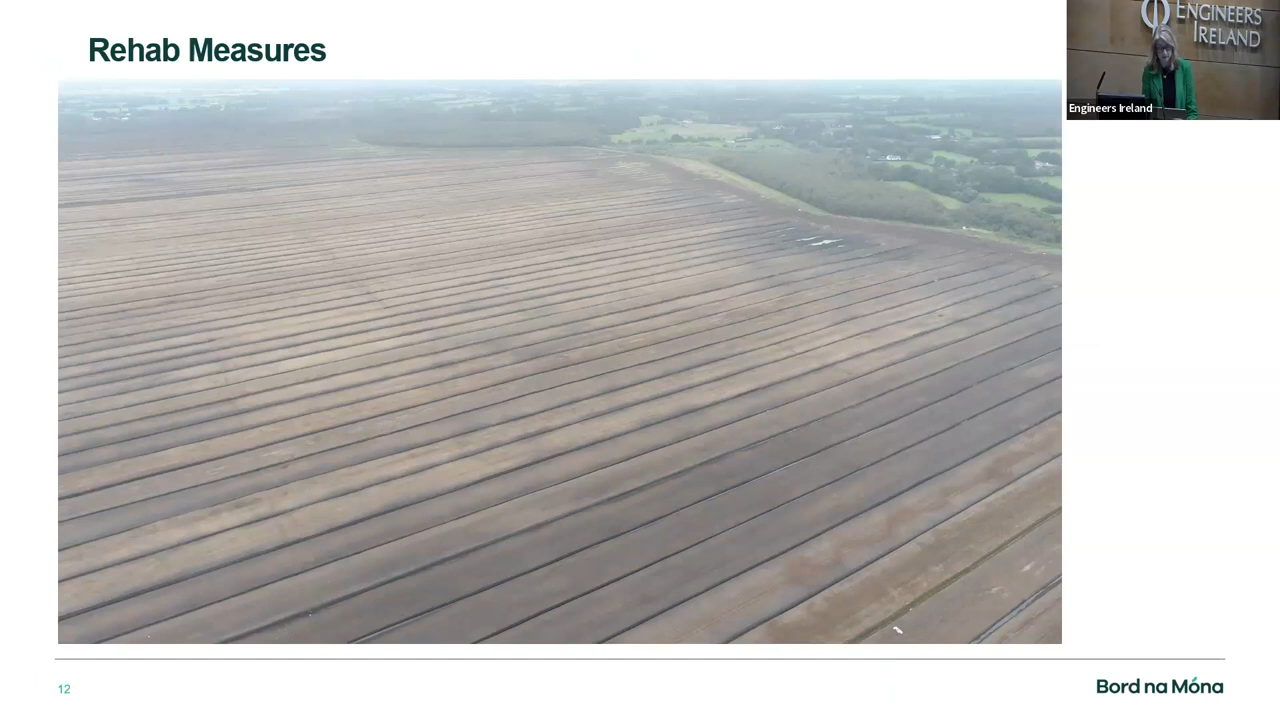 Rehab Measures
ENGINEERS
IRELAND
Engineers Ireland
12
Bord na Móna